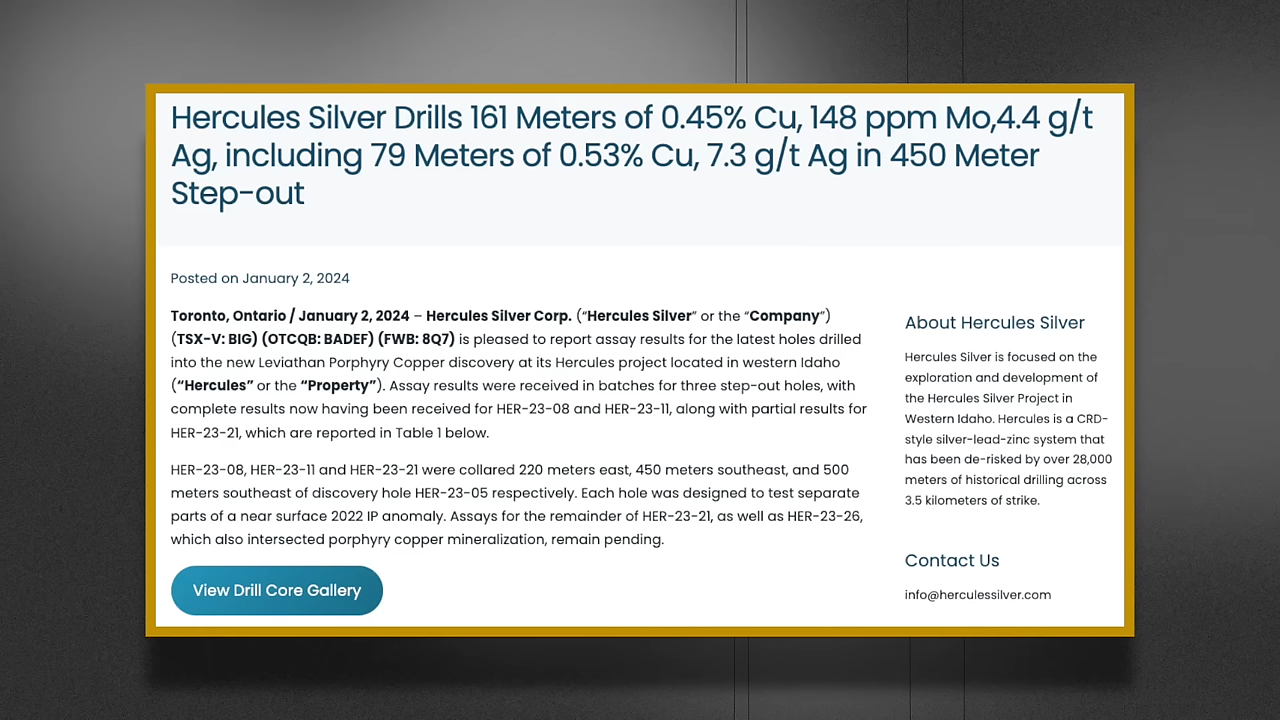 Hercules Silver Drills 161 Meters of 0.45% Cu, 148 ppm Mo,4.4 g/t
Ag, including 79 Meters of 0.53% Cu, 7.3 g/t Ag in 450 Meter
Step-out
Posted on January 2, 2024
Toronto, Ontario / January 2, 2024 – Hercules Silver Corp. (“Hercules Silver” or the “Company”)
(TSX-V: BIG) (OTCQB: BADEF) (FWB: 8Q7) is pleased to report assay results for the latest holes drilled
into the new Leviathan Porphyry Copper discovery at its Hercules project located in western Idaho
(“Hercules” or the “Property”). Assay results were received in batches for three step-out holes, with
complete results now having been received for HER-23-08 and HER-23-11, along with partial results for
HER-23-21, which are reported in Table 1 below.
HER-23-08, HER-23-11 and HER-23-21 were collared 220 meters east, 450 meters southeast, and 500
meters southeast of discovery hole HER-23-05 respectively. Each hole was designed to test separate
parts of a near surface 2022 IP anomaly. Assays for the remainder of HER-23-21, as well as HER-23-26,
which also intersected porphyry copper mineralization, remain pending.
View Drill Core Gallery
About Hercules Silver
Hercules Silver is focused on the
exploration and development of
the Hercules Silver Project in
Western Idaho. Hercules is a CRD-
style silver-lead-zinc system that
has been de-risked by over 28,000
meters of historical drilling across
3.5 kilometers of strike.
Contact Us
info@herculessilver.com